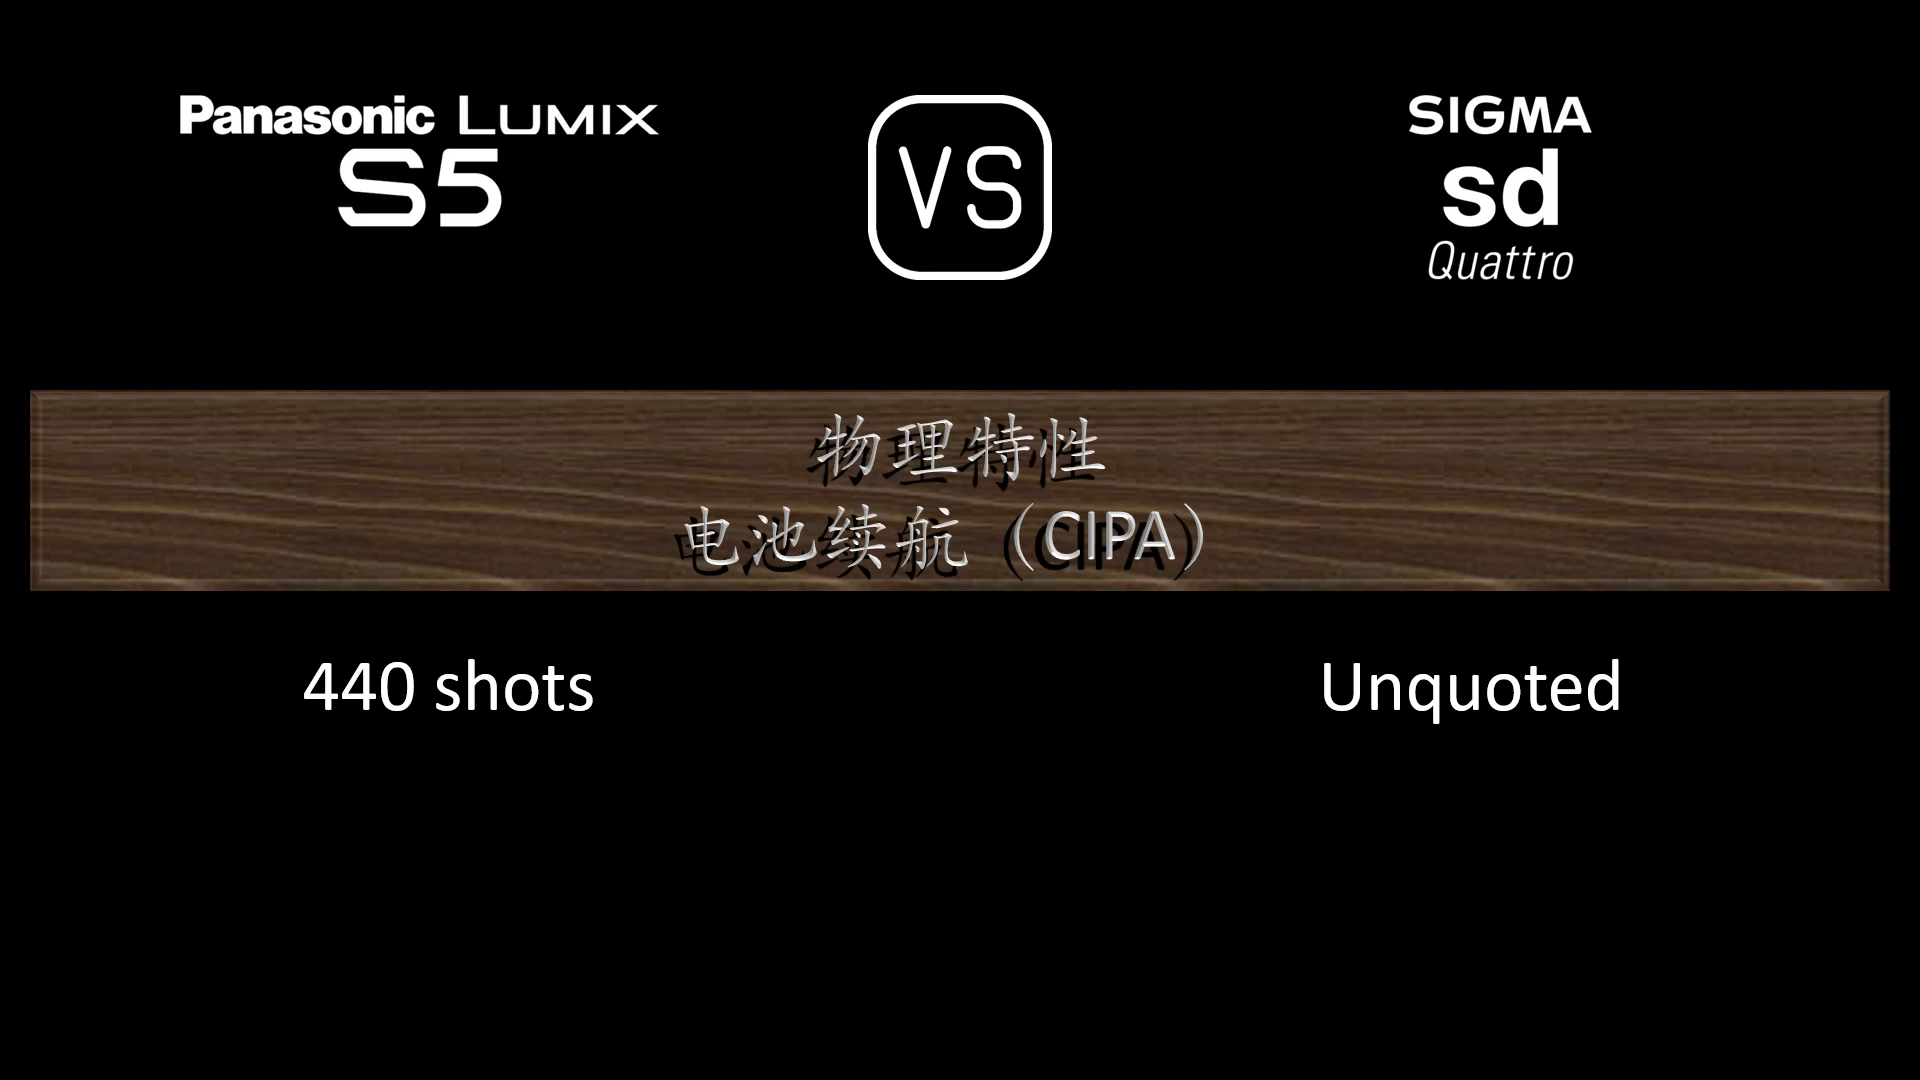 Panasonic LUMIX
S5
VS
SIGMA
sd
Quattro
物理特性
电池续航（CIPA）
440 shots
Unquoted